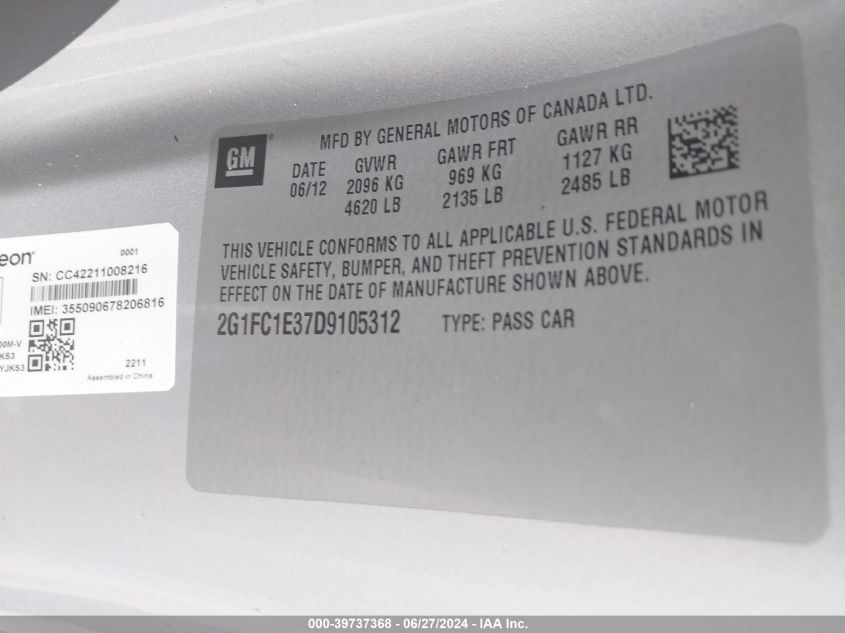 GM
MFD BY GENERAL MOTORS OF CANADA LTD.
DATE GVWR GAWR FRT GAWR RR
06/12 2096 KG 969 KG 1127 KG
4620 LB 2135 LB 2485 LB
THIS VEHICLE CONFORMS TO ALL APPLICABLE U.S. FEDERAL MOTOR
VEHICLE SAFETY, BUMPER, AND THEFT PREVENTION STANDARDS IN
EFFECT ON THE DATE OF MANUFACTURE SHOWN ABOVE.
2G1FC1E37D9105312 TYPE: PASS CAR
eon
0001
SN: CC42211008216
IMEI: 355090678206816
00M-V
KS3
YJKS3
2211
Assembled in China
000-39737368 - 06/27/2024 - IAA Inc.